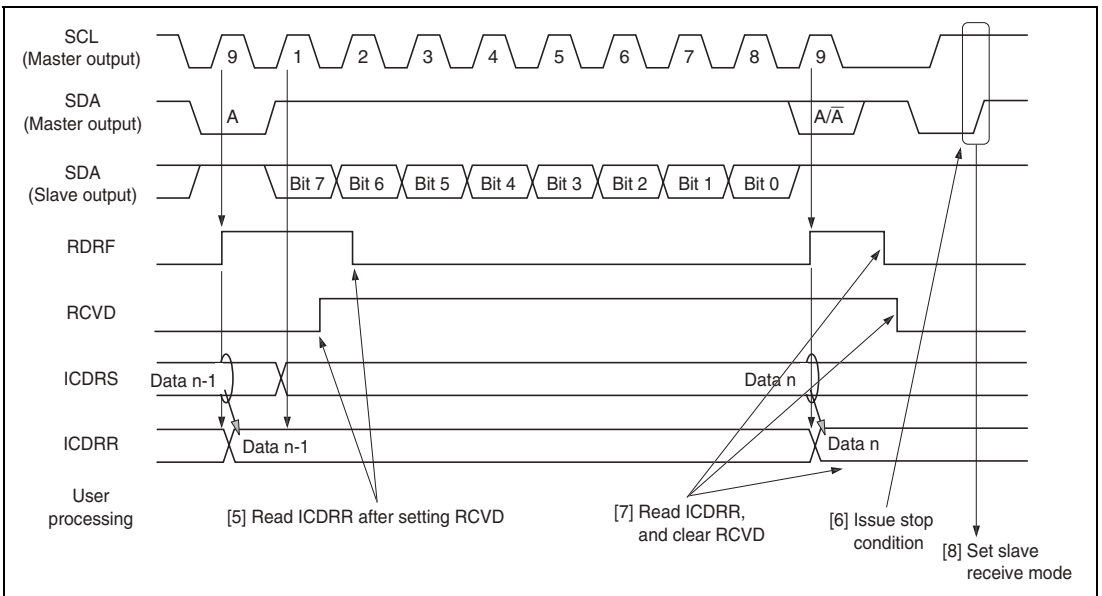 SCL
(Master output)
9 1 2 3 4 5 6 7 8 9
SDA
(Master output)
A A/A̅
SDA
(Slave output)
Bit 7 Bit 6 Bit 5 Bit 4 Bit 3 Bit 2 Bit 1 Bit 0
RDRF
RCVD
ICDRS
Data n-1 Data n
ICDRR
Data n-1 Data n
User
processing
[5] Read ICDRR after setting RCVD
[7] Read ICDRR,
and clear RCVD
[6] Issue stop
condition
[8] Set slave
receive mode